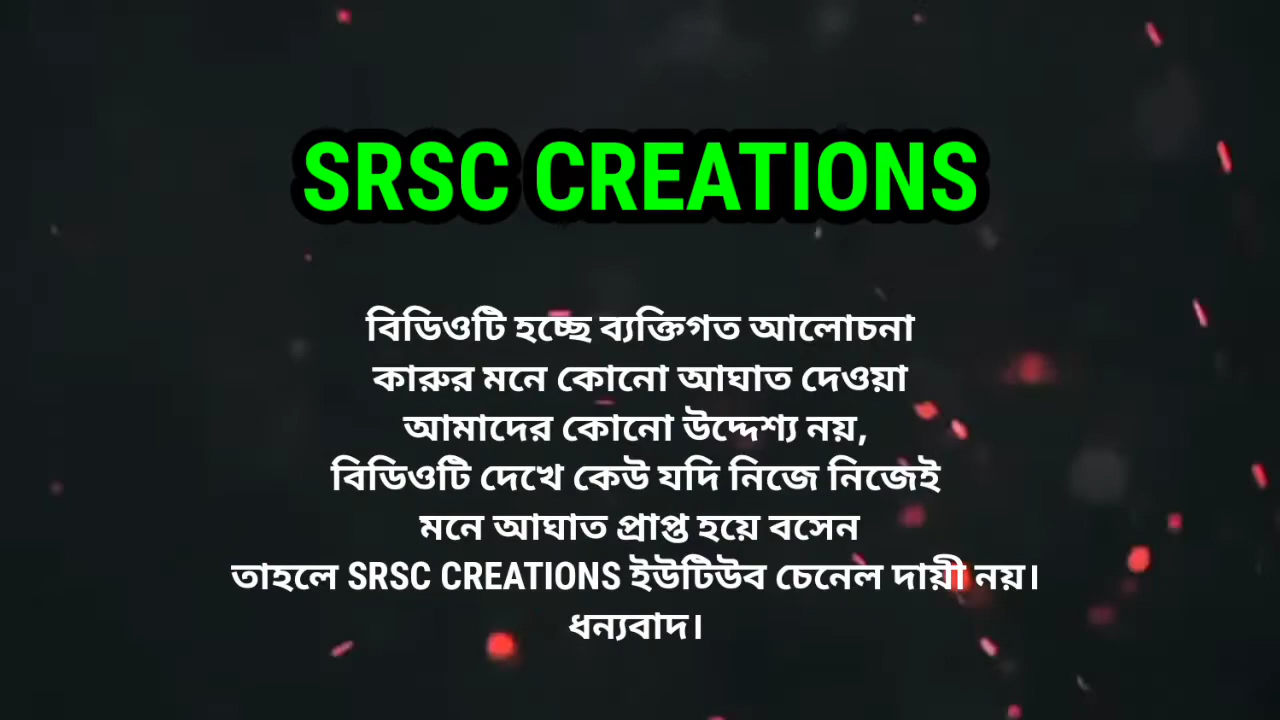 SRSC CREATIONS
বিডিওটি হচ্ছে ব্যক্তিগত আলোচনা
কারুর মনে কোনো আঘাত দেওয়া
আমাদের কোনো উদ্দেশ্য নয়,
বিডিওটি দেখে কেউ যদি নিজে নিজেই
মনে আঘাত প্রাপ্ত হয়ে বসেন
তাহলে SRSC CREATIONS ইউটিউব চেনেল দায়ী নয়।
ধন্যবাদ।